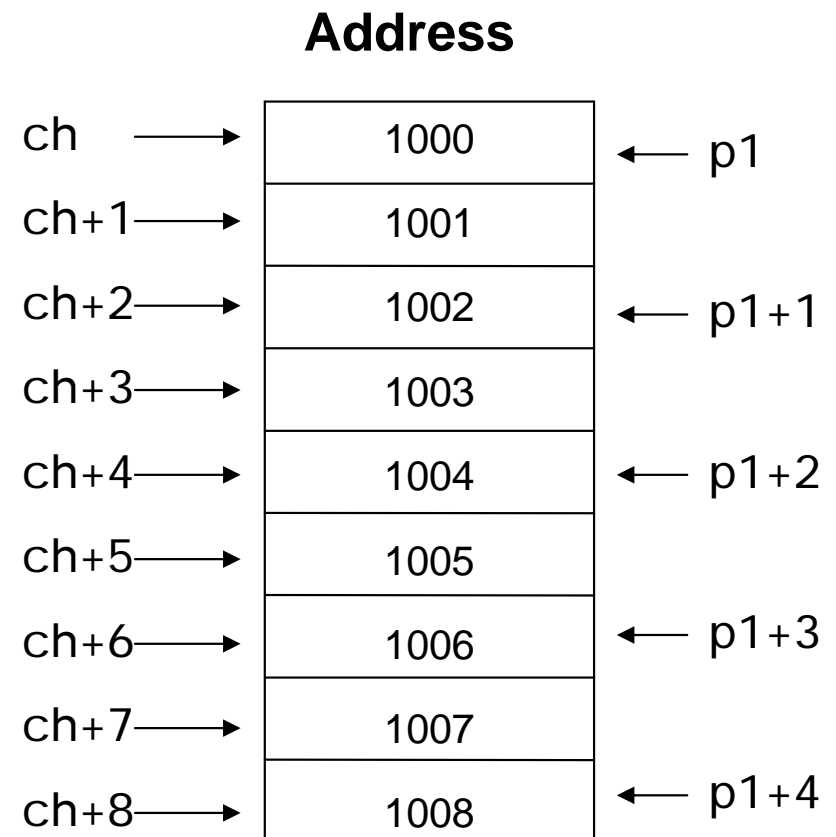 Address
ch 1000 p1
ch+1 1001
ch+2 1002 p1+1
ch+3 1003
ch+4 1004 p1+2
ch+5 1005
ch+6 1006 p1+3
ch+7 1007
ch+8 1008 p1+4